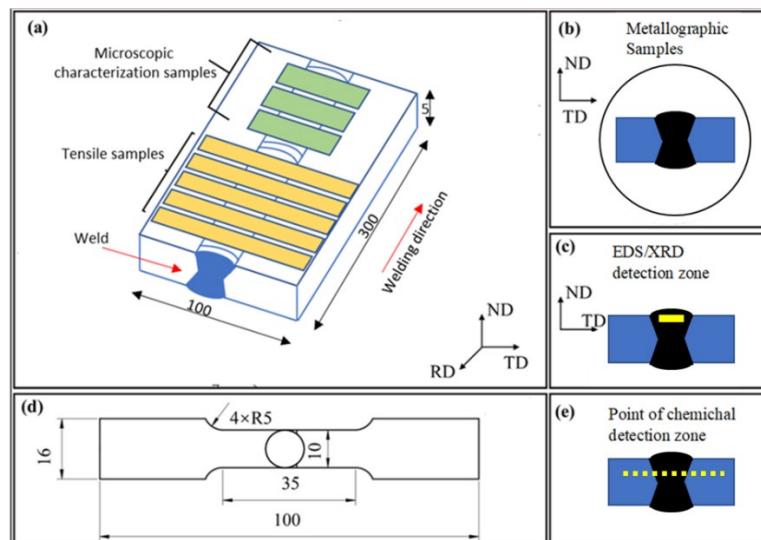 (a)
Microscopic
characterization samples
Tensile samples
Weld
5
300
Welding direction
100
ND
TD
RD
(b)
Metallographic
Samples
ND
TD
(c)
EDS/XRD
detection zone
ND
TD
(d)
4×R5
16
10
35
100
(e)
Point of chemichal
detection zone